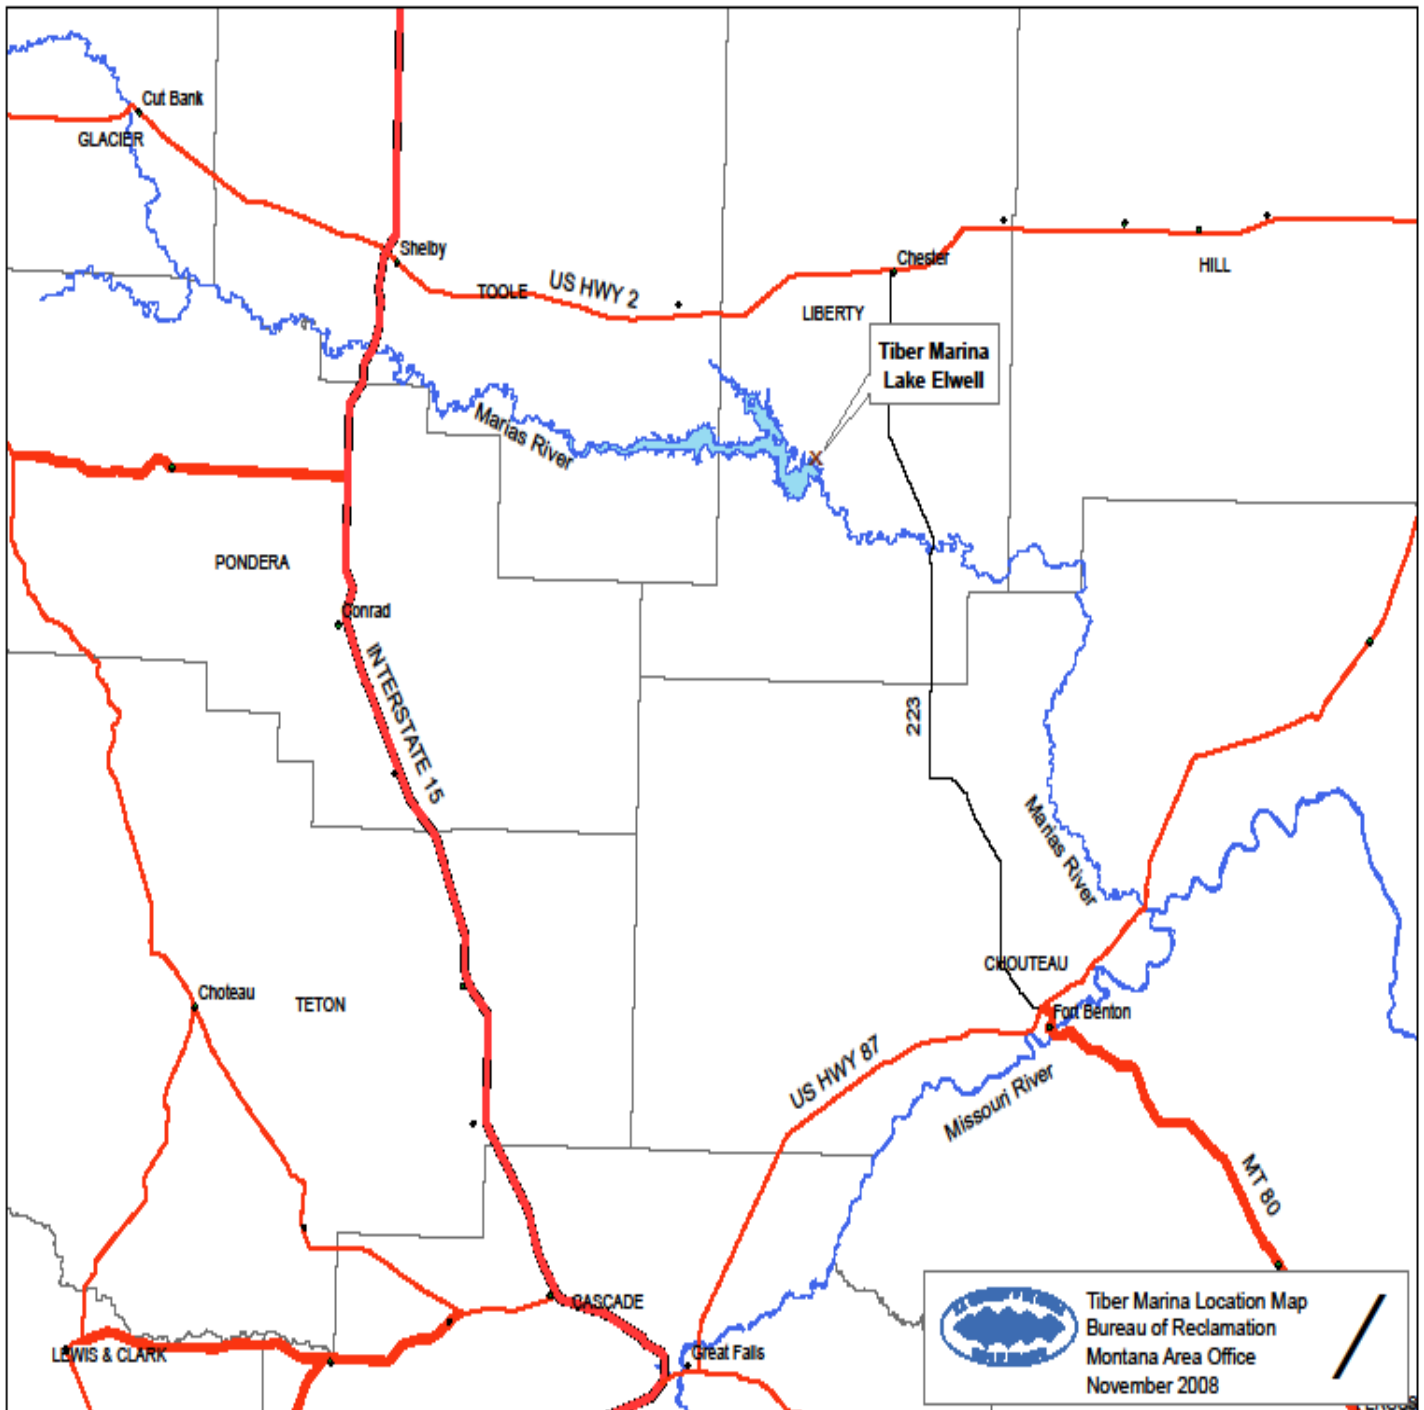 Cut Bank
GLACIER
Shelby
TOOLE
US HWY 2
Chester
HILL
LIBERTY
Tiber Marina
Lake Elwell
Marias River
PONDERA
Conrad
INTERSTATE 15
223
Marias River
CHOUTEAU
Choteau
TETON
Fort Benton
US HWY 87
Missouri River
MT 80
CASCADE
LEWIS & CLARK
Great Falls
Tiber Marina Location Map
Bureau of Reclamation
Montana Area Office
November 2008